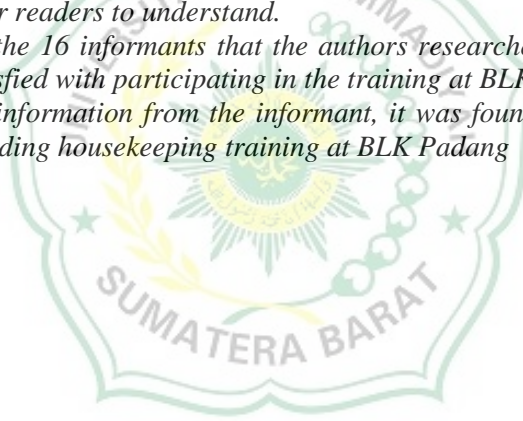 r readers to understand.
the 16 informants that the authors researche
sfied with participating in the training at BLK
information from the informant, it was foun
ding housekeeping training at BLK Padang
SUMATERA BARAT